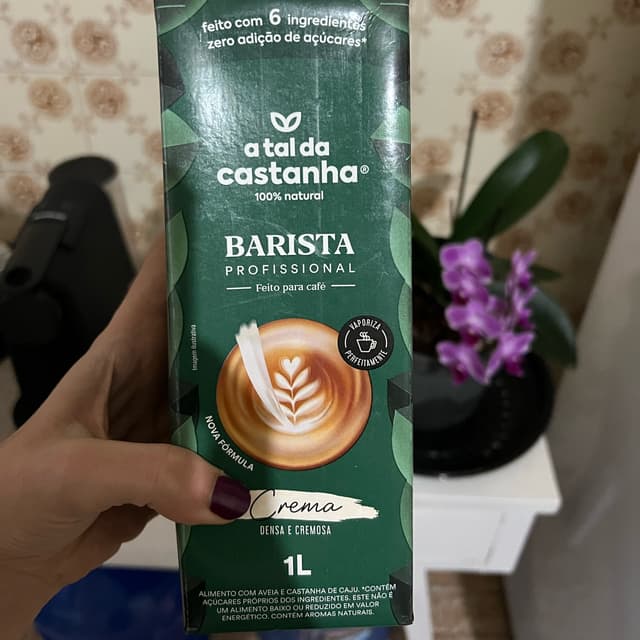 feito com 6 ingredientes
zero adição de açúcares*
a tal da
castanha®
100% natural
BARISTA
PROFISSIONAL
Feito para café
VAPORIZA
PERFEITAMENTE
Imagem ilustrativa
NOVA FÓRMULA
Crema
DENSA E CREMOSA
1L
ALIMENTO COM AVEIA E CASTANHA DE CAJU. *CONTÉM
AÇÚCARES PRÓPRIOS DOS INGREDIENTES. ESTE NÃO É
UM ALIMENTO BAIXO OU REDUZIDO EM VALOR
ENERGÉTICO. CONTÉM AROMAS NATURAIS.